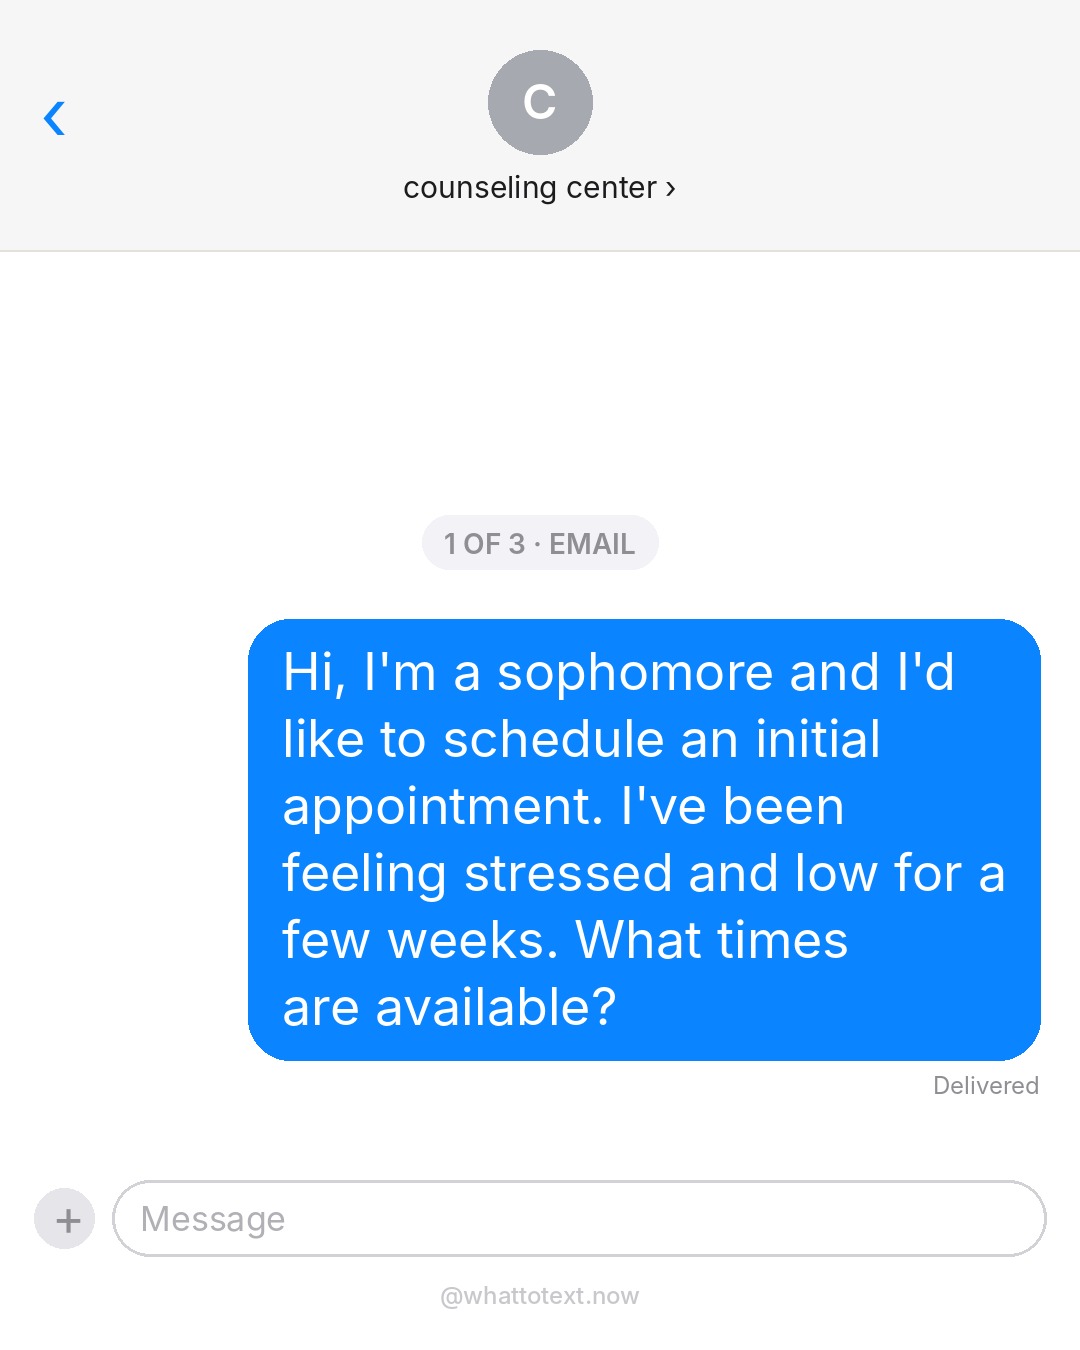 C
counseling center ›
1 OF 3 · EMAIL
Hi, I'm a sophomore and I'd
like to schedule an initial
appointment. I've been
feeling stressed and low for a
few weeks. What times
are available?
Delivered
+
Message
@whattotext.now